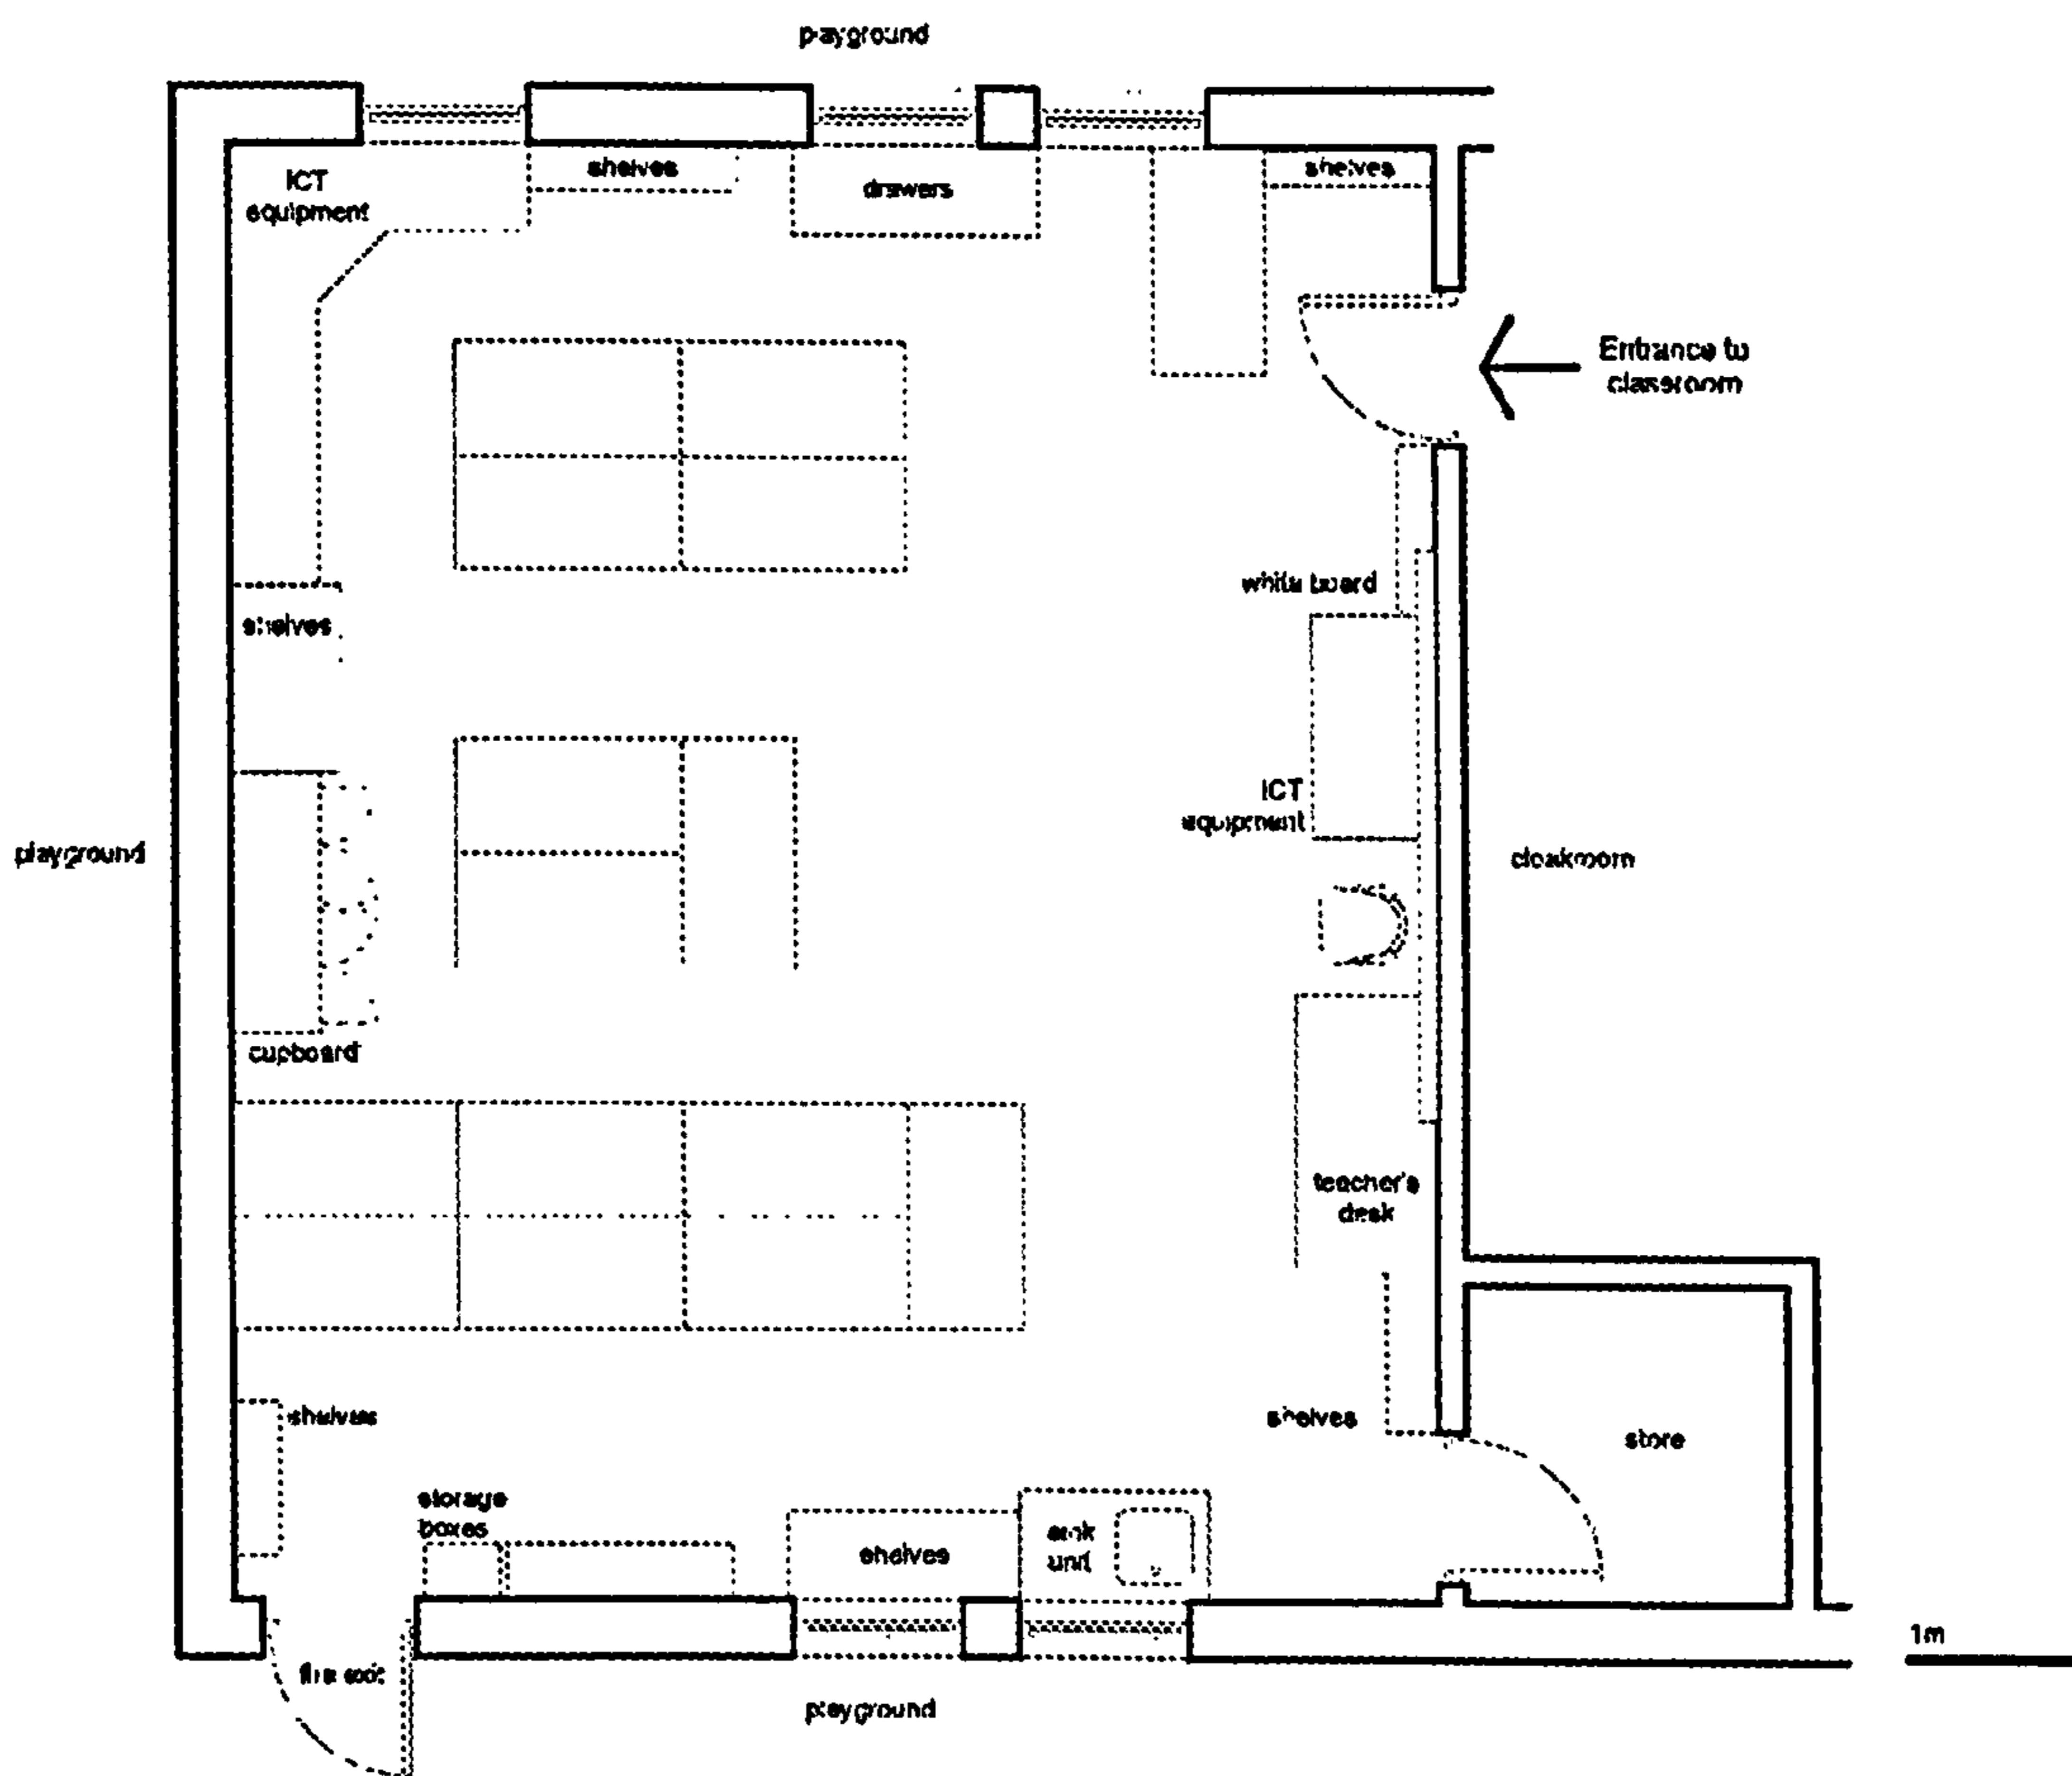 playground
shelves
shelves
ICT
equipment
drawers
Entrance to
classroom
white board
shelves
ICT
equipment
playground
cloakroom
cupboard
teacher's
desk
shelves
shelves
store
storage
boxes
sink
unit
shelves
1m
fire exit
playground